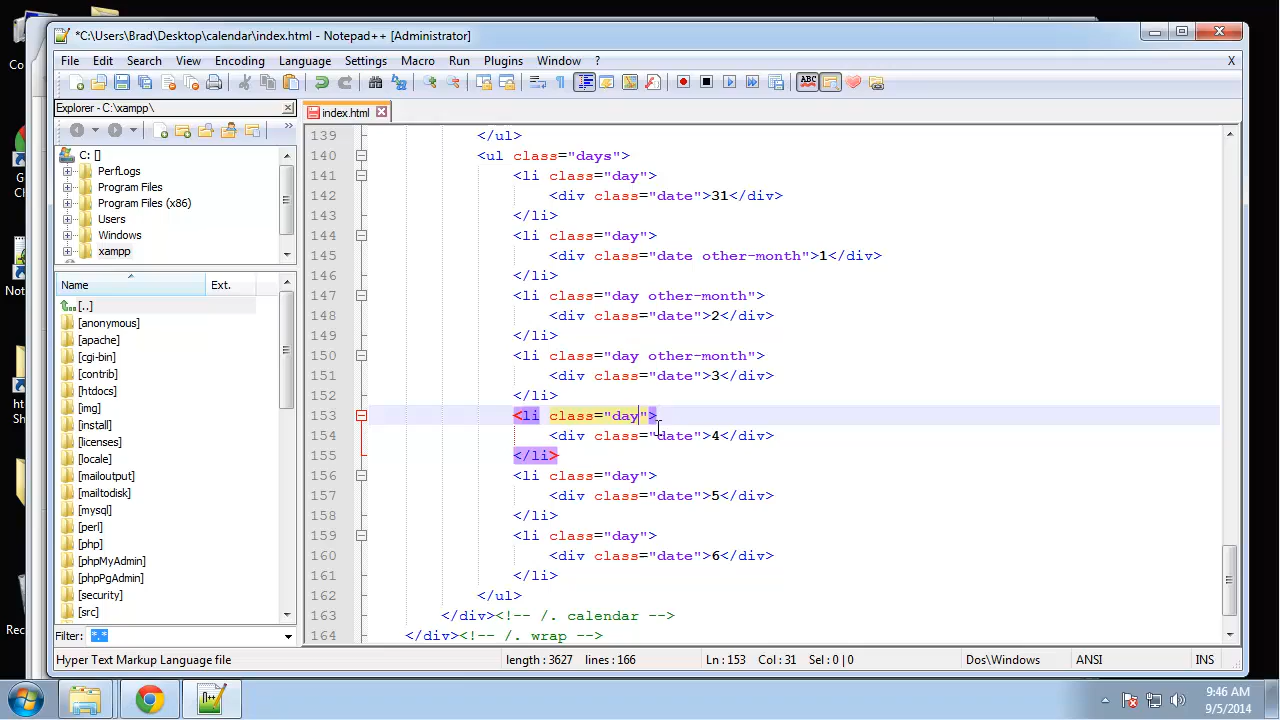 *C:\Users\Brad\Desktop\calendar\index.html - Notepad++ [Administrator]
File Edit Search View Encoding Language Settings Macro Run Plugins Window ? X
Explorer - C:\xampp\
index.html
C: []
PerfLogs
Program Files
Program Files (x86)
Users
Windows
xampp
Name Ext.
[..]
[anonymous]
[apache]
[cgi-bin]
[contrib]
[htdocs]
[img]
[install]
[licenses]
[locale]
[mailoutput]
[mailtodisk]
[mysql]
[perl]
[php]
[phpMyAdmin]
[phpPgAdmin]
[security]
[src]
Filter: *.*
139 </ul>
140 <ul class="days">
141 <li class="day">
142 <div class="date">31</div>
143 </li>
144 <li class="day">
145 <div class="date other-month">1</div>
146 </li>
147 <li class="day other-month">
148 <div class="date">2</div>
149 </li>
150 <li class="day other-month">
151 <div class="date">3</div>
152 </li>
153 <li class="day">
154 <div class="date">4</div>
155 </li>
156 <li class="day">
157 <div class="date">5</div>
158 </li>
159 <li class="day">
160 <div class="date">6</div>
161 </li>
162 </ul>
163 </div><!-- /. calendar -->
164 </div><!-- /. wrap -->
Hyper Text Markup Language file length : 3627 lines : 166 Ln : 153 Col : 31 Sel : 0 | 0 Dos\Windows ANSI INS
9:46 AM
9/5/2014